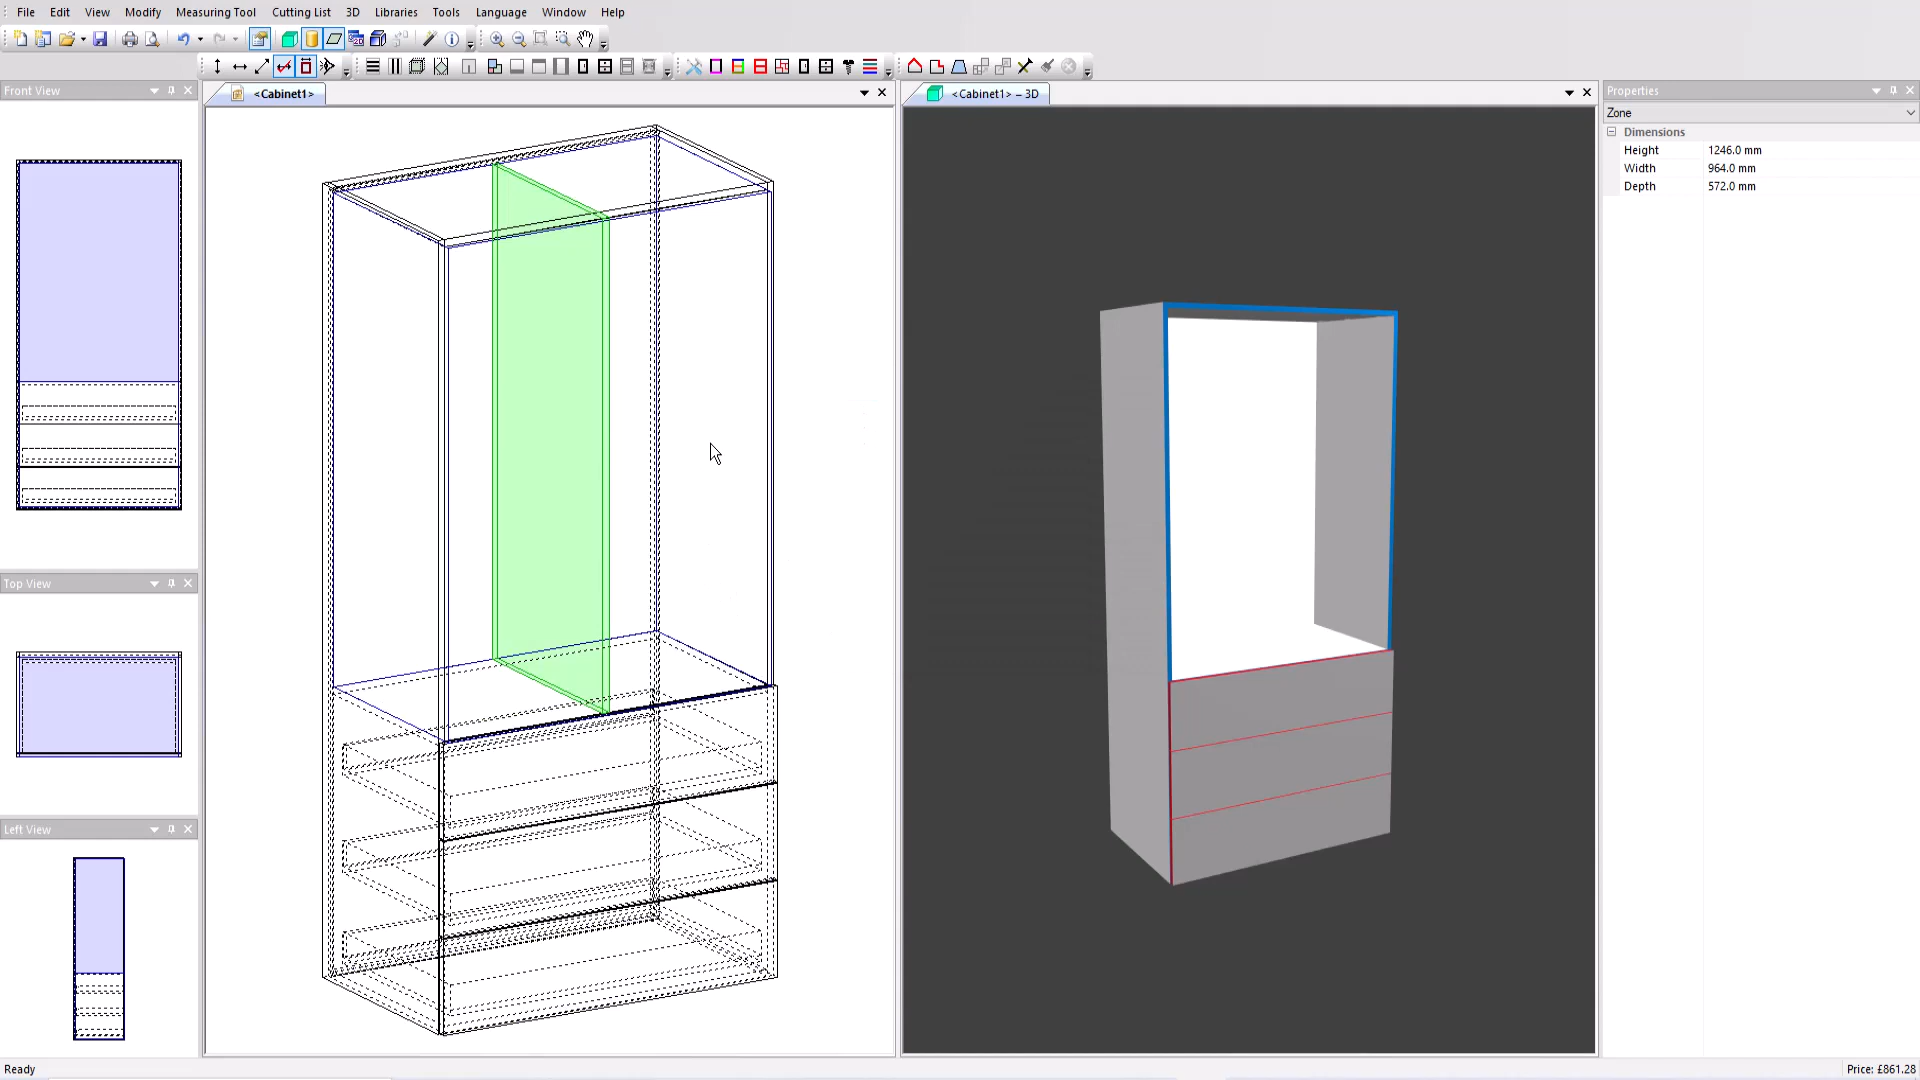 File Edit View Modify Measuring Tool Cutting List 3D Libraries Tools Language Window Help
Front View
<Cabinet1>
<Cabinet1> – 3D
Properties
Zone
Dimensions
Height 1246.0 mm
Width 964.0 mm
Depth 572.0 mm
Top View
Left View
Ready
Price: £861.28